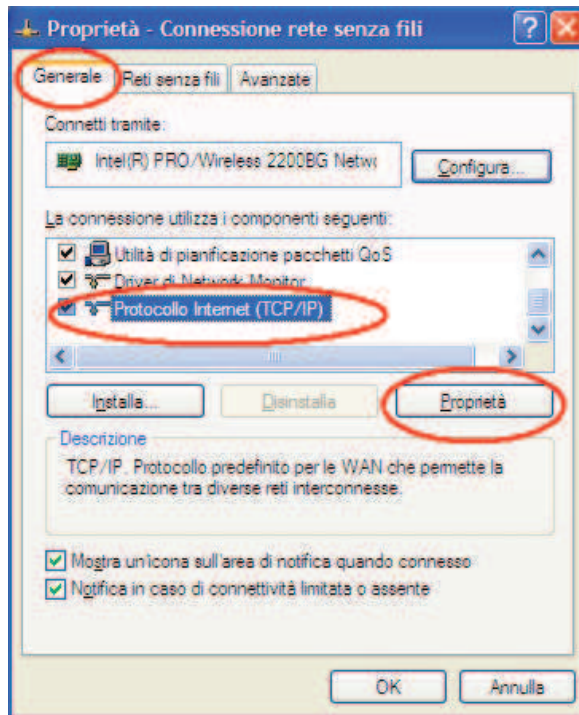 Proprietà - Connessione rete senza fili
Generale Reti senza fili Avanzate
Connetti tramite:
Intel(R) PRO/Wireless 2200BG Netwo
Configura...
La connessione utilizza i componenti seguenti:
Utilità di pianificazione pacchetti QoS
Driver di Network Monitor
Protocollo Internet (TCP/IP)
Installa... Disinstalla Proprietà
Descrizione
TCP/IP. Protocollo predefinito per le WAN che permette la
comunicazione tra diverse reti interconnesse.
Mostra un'icona sull'area di notifica quando connesso
Notifica in caso di connettività limitata o assente
OK Annulla